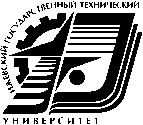 ИЖЕВСКИЙ ГОСУДАРСТВЕННЫЙ ТЕХНИЧЕСКИЙ
УНИВЕРСИТЕТ